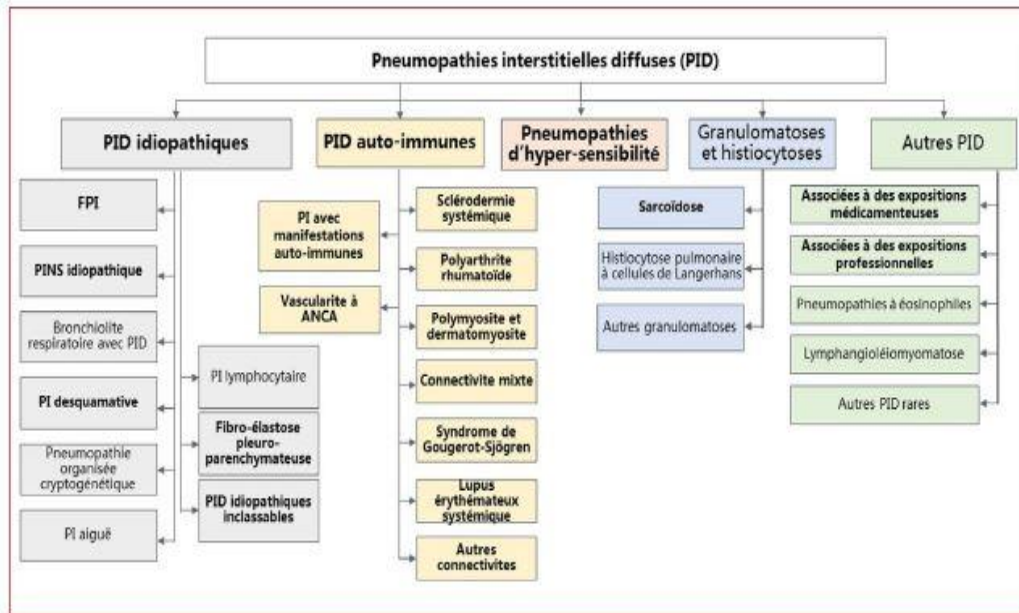 Pneumopathies interstitielles diffuses (PID)
PID idiopathiques
FPI
PINS idiopathique
Bronchiolite
respiratoire avec PID
PI desquamative
Pneumopathie
organisée
cryptogénétique
PI aiguë
PI lymphocytaire
Fibro-élastose
pleuro-
parenchymateuse
PID idiopathiques
inclassables
PID auto-immunes
PI avec
manifestations
auto-immunes
Vascularite à
ANCA
Sclérodermie
systémique
Polyarthrite
rhumatoïde
Polymyosite et
dermatomyosite
Connectivite mixte
Syndrome de
Gougerot-Sjögren
Lupus
érythémateux
systémique
Autres
connectivites
Pneumopathies
d'hyper-sensibilité
Granulomatoses
et histiocytoses
Sarcoïdose
Histiocytose pulmonaire
à cellules de Langerhans
Autres granulomatoses
Autres PID
Associées à des expositions
médicamenteuses
Associées à des expositions
professionnelles
Pneumopathies à éosinophiles
Lymphangioléiomyomatose
Autres PID rares